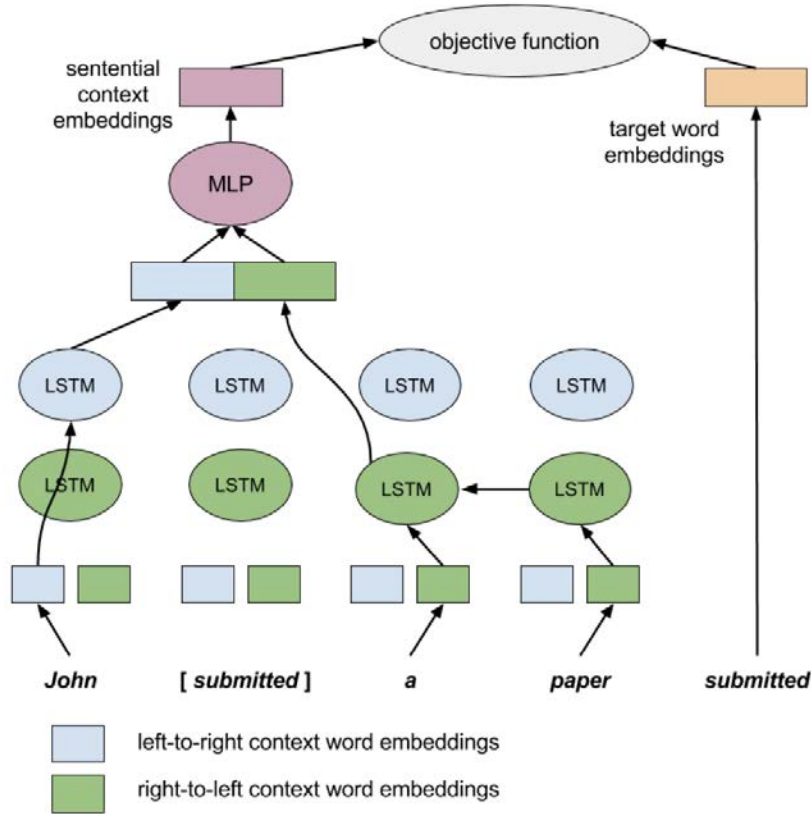 objective function
sentential
context
embeddings
target word
embeddings
MLP
LSTM LSTM LSTM LSTM
LSTM LSTM LSTM LSTM
John [ submitted ] a paper submitted
left-to-right context word embeddings
right-to-left context word embeddings